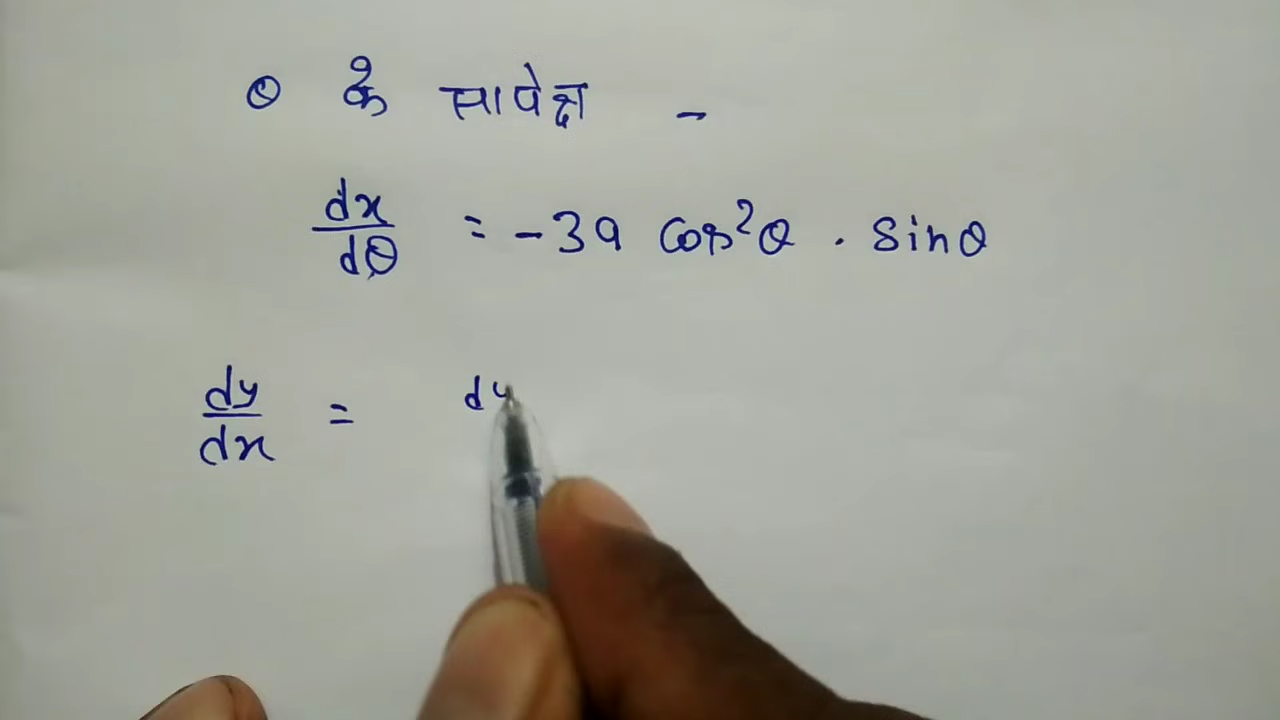 θ के सापेक्ष -
dx/dθ = -3a cos²θ . sinθ
dy/dx = dy